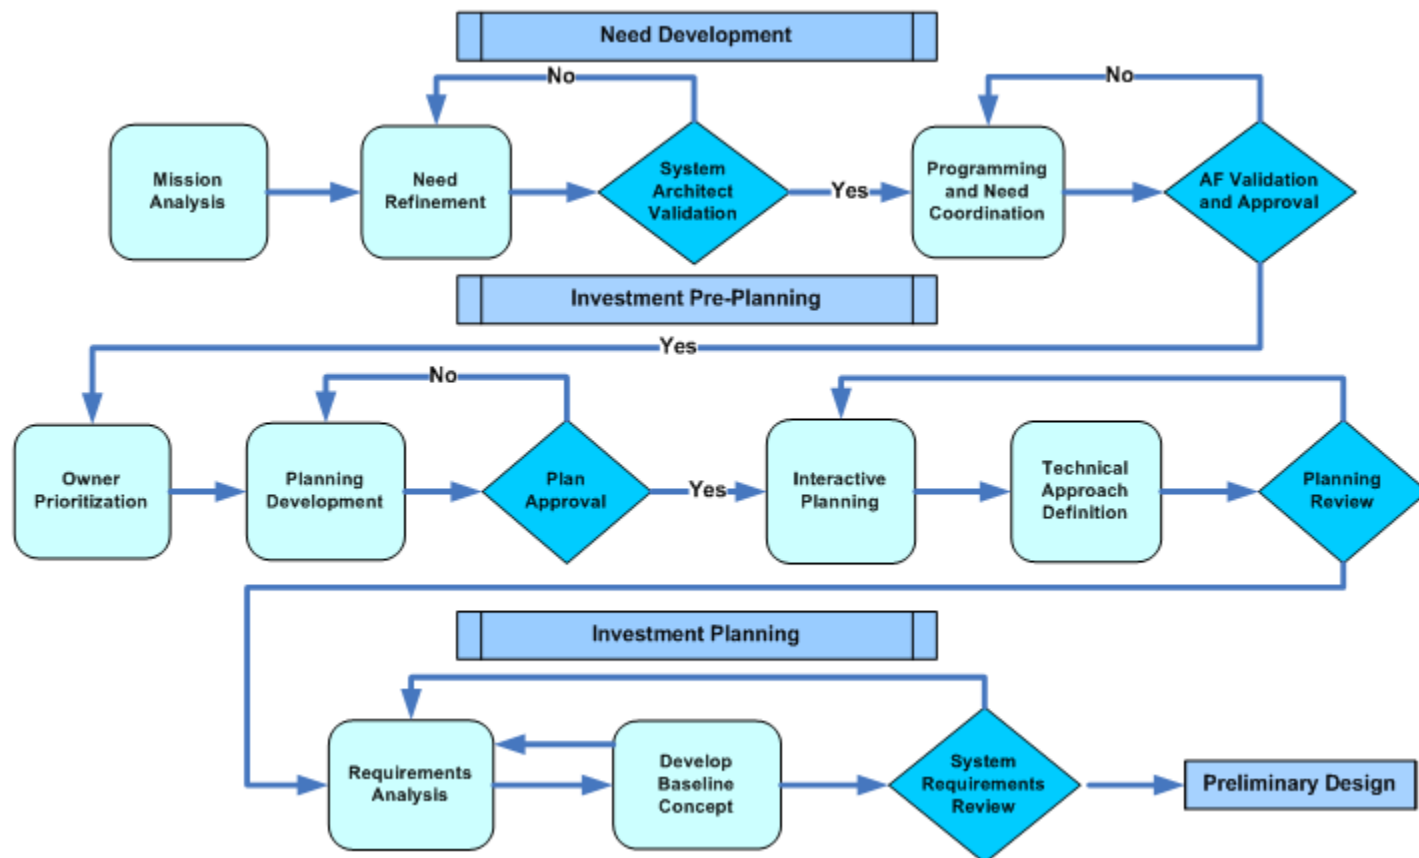 Need Development
No
No
Mission
Analysis
Need
Refinement
System
Architect
Validation
Yes
Programming
and Need
Coordination
AF Validation
and Approval
Investment Pre-Planning
Yes
No
Owner
Prioritization
Planning
Development
Plan
Approval
Yes
Interactive
Planning
Technical
Approach
Definition
Planning
Review
Investment Planning
Requirements
Analysis
Develop
Baseline
Concept
System
Requirements
Review
Preliminary Design